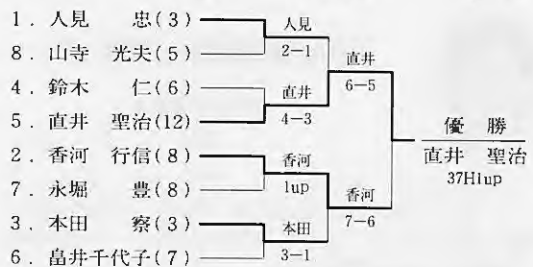 1．人見　　忠(3)
8．山寺　光夫(5)
4．鈴木　　仁(6)
5．直井　聖治(12)
2．香河　行信(8)
7．永堀　　豊(8)
3．本田　　察(3)
6．畠井千代子(7)
人見
2−1
直井
4−3
香河
1up
本田
3−1
直井
6−5
香河
7−6
優　勝
直井　聖治
37H1up